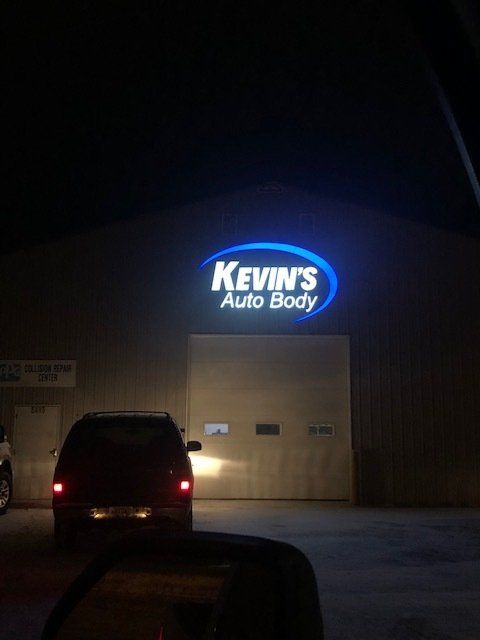 KEVIN'S
Auto Body
COLLISION REPAIR
CENTER